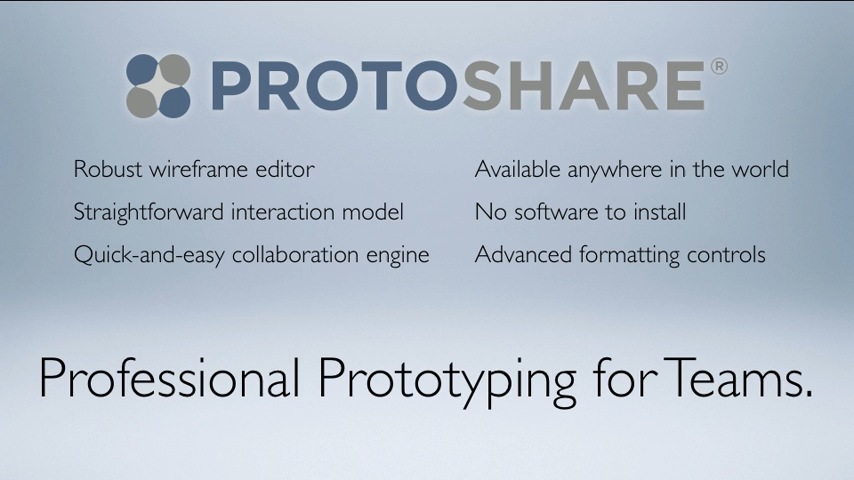 PROTOSHARE®
Robust wireframe editor
Straightforward interaction model
Quick-and-easy collaboration engine
Available anywhere in the world
No software to install
Advanced formatting controls
Professional Prototyping for Teams.